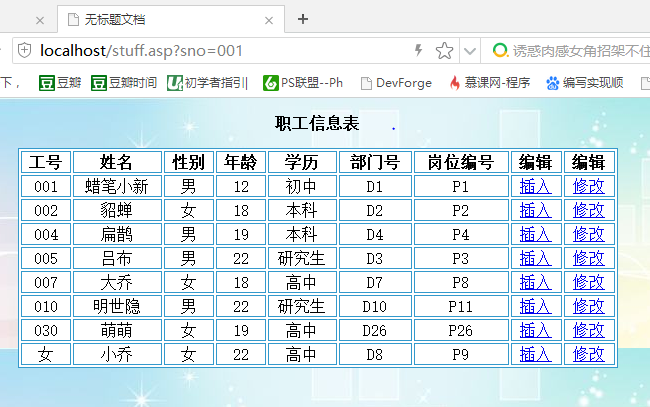 无标题文档
localhost/stuff.asp?sno=001 诱惑肉感女角招架不住
下， 豆瓣 豆瓣时间 初学者指引| PS联盟--Ph DevForge 慕课网-程序 编写实现顺
职工信息表
工号 姓名 性别 年龄 学历 部门号 岗位编号 编辑 编辑
001 蜡笔小新 男 12 初中 D1 P1 插入 修改
002 貂蝉 女 18 本科 D2 P2 插入 修改
004 扁鹊 男 19 本科 D4 P4 插入 修改
005 吕布 男 22 研究生 D3 P3 插入 修改
007 大乔 女 18 高中 D7 P8 插入 修改
010 明世隐 男 22 研究生 D10 P11 插入 修改
030 萌萌 女 19 高中 D26 P26 插入 修改
女 小乔 女 22 高中 D8 P9 插入 修改